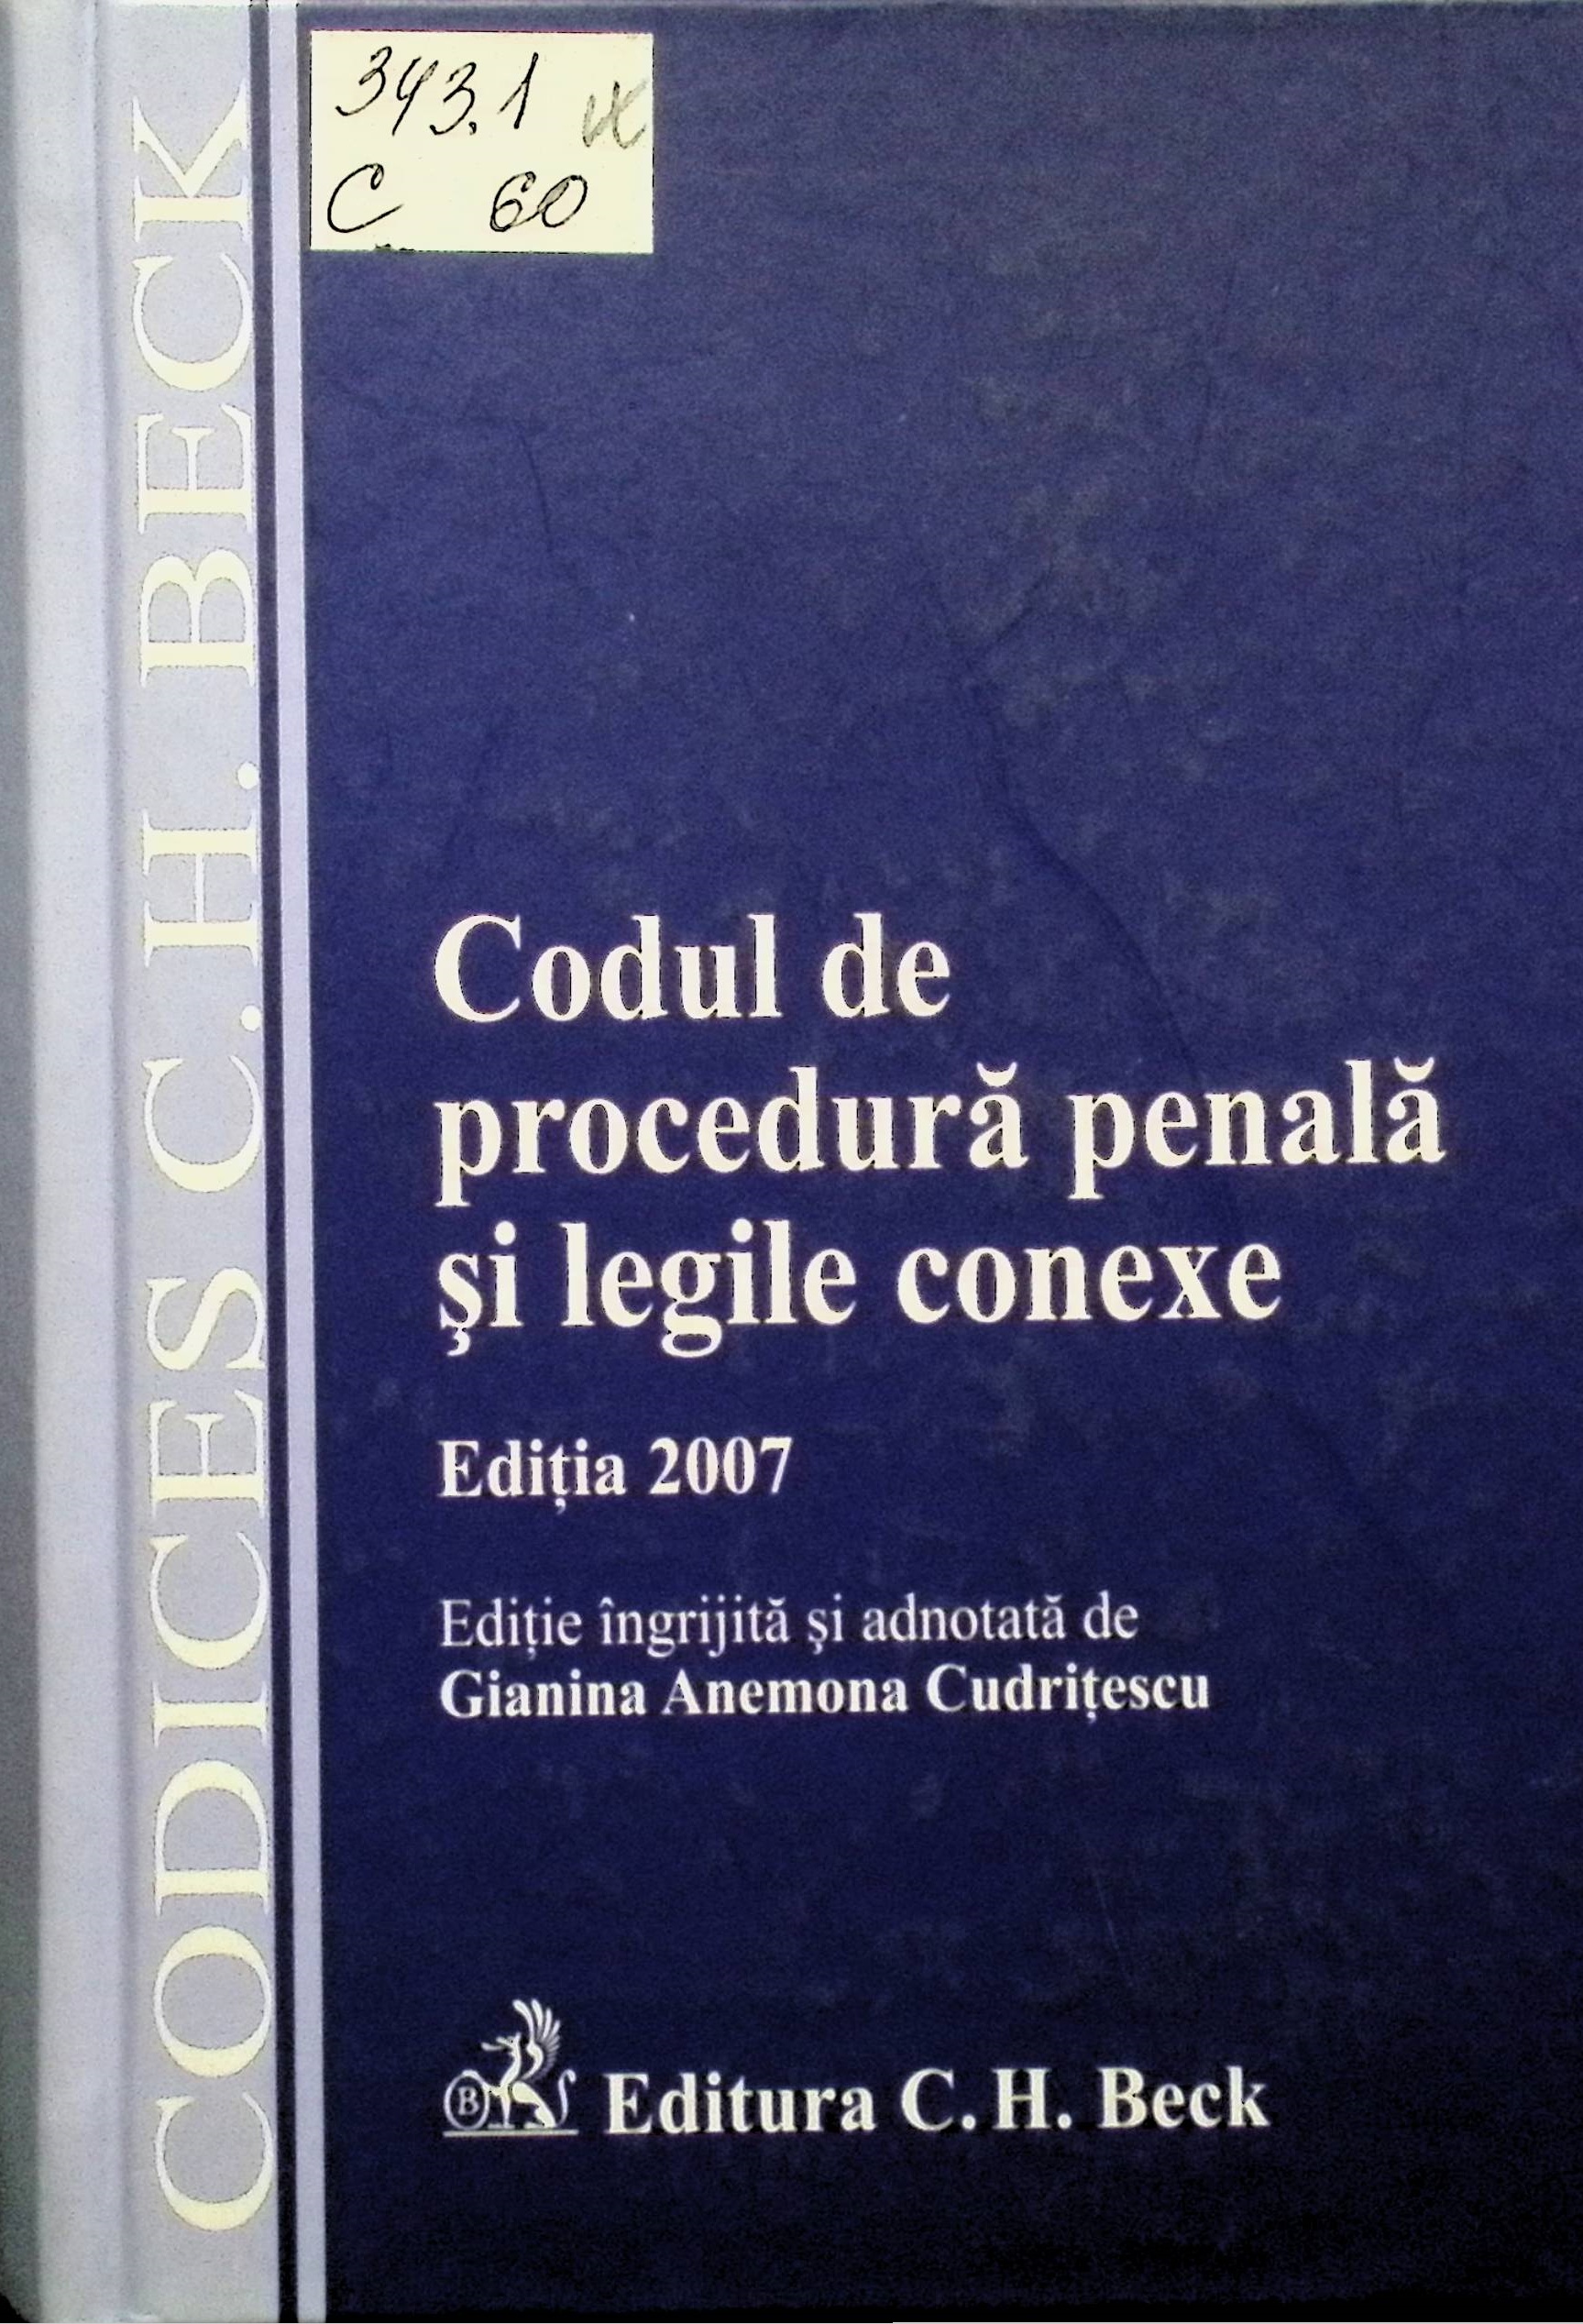 343.1 IX
C 60
CODICES C.H. BECK
Codul de
procedură penală
şi legile conexe
Ediţia 2007
Ediţie îngrijită şi adnotată de
Gianina Anemona Cudriţescu
B
Editura C. H. Beck